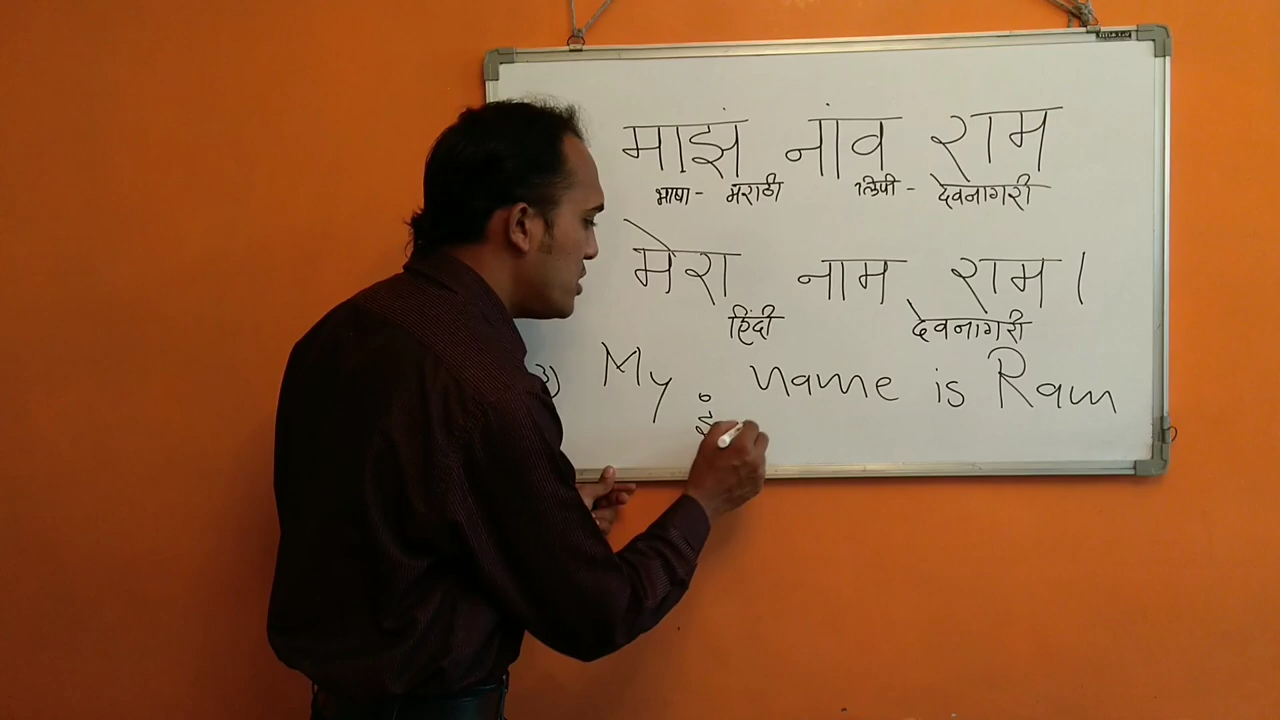 माझं नांव राम
भाषा - मराठी लिपी - देवनागरी
मेरा नाम राम।
हिंदी देवनागरी
3) My name is Ram